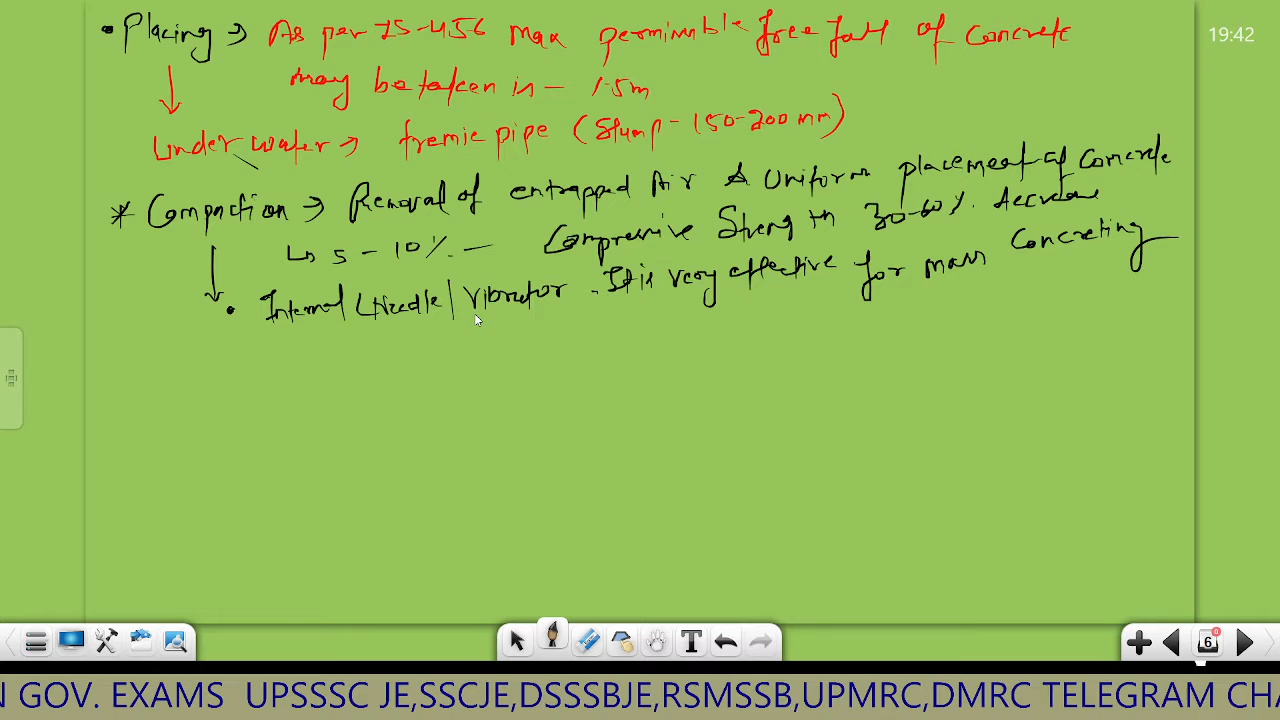 • Placing → As per IS-456 max permissible free fall of concrete
may be taken is - 1.5m
19:42
Under water → tremie pipe (Slump - 150-200 mm)
* Compaction → Removal of entrapped Air & Uniform placement of concrete
↳ 5 - 10% - Compressive Strength 30-60% decrease
• Internal (Needle) Vibrator - It is very effective for mass concreting
T
6
N GOV. EXAMS UPSSSC JE,SSCJE,DSSSBJE,RSMSSB,UPMRC,DMRC TELEGRAM CHA